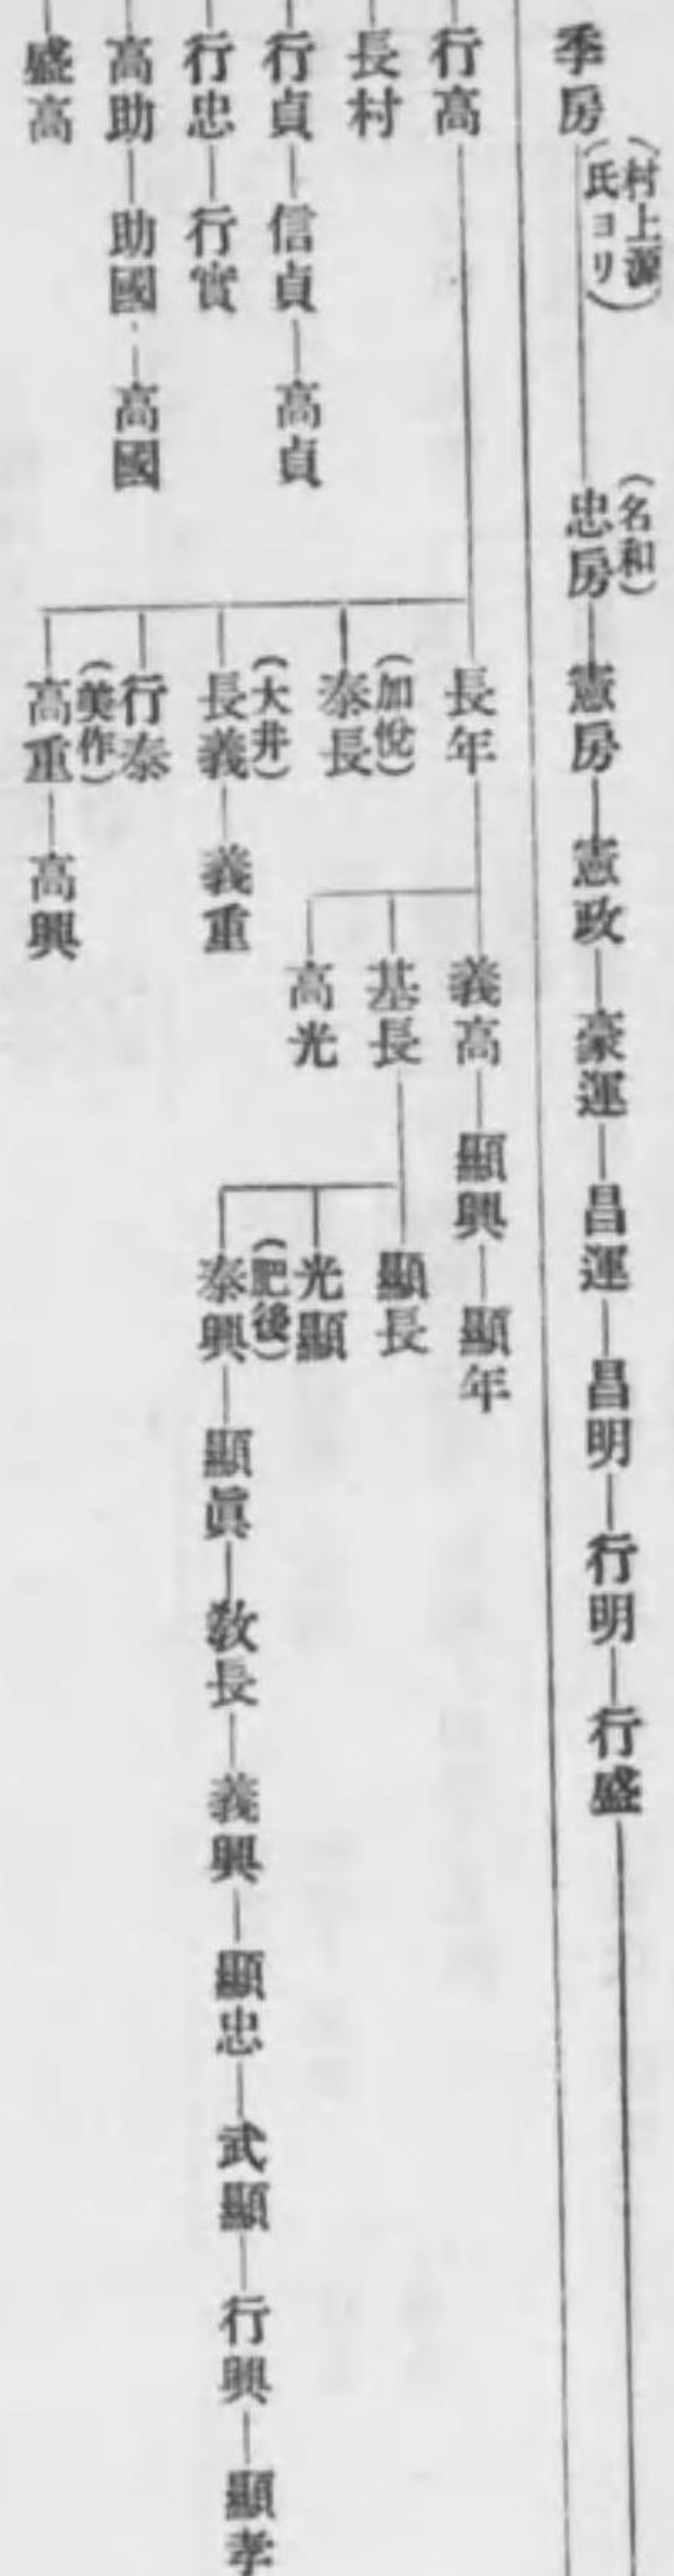 季房(村上源氏ヨリ)―忠房(名和)―憲房―憲政―豪運―昌運―昌明―行明―行盛
行高―長年―義高―顯興―顯年
基長―顯長
光顯
泰興(肥後)―顯眞―敎長―義興―顯忠―武顯―行興―顯孝
高光
泰長(加悅)
長義(大井)―義重
行泰
高重(美作)―高興
長村
行貞―信貞―高貞
行忠―行實
高助―助國―高國
盛高